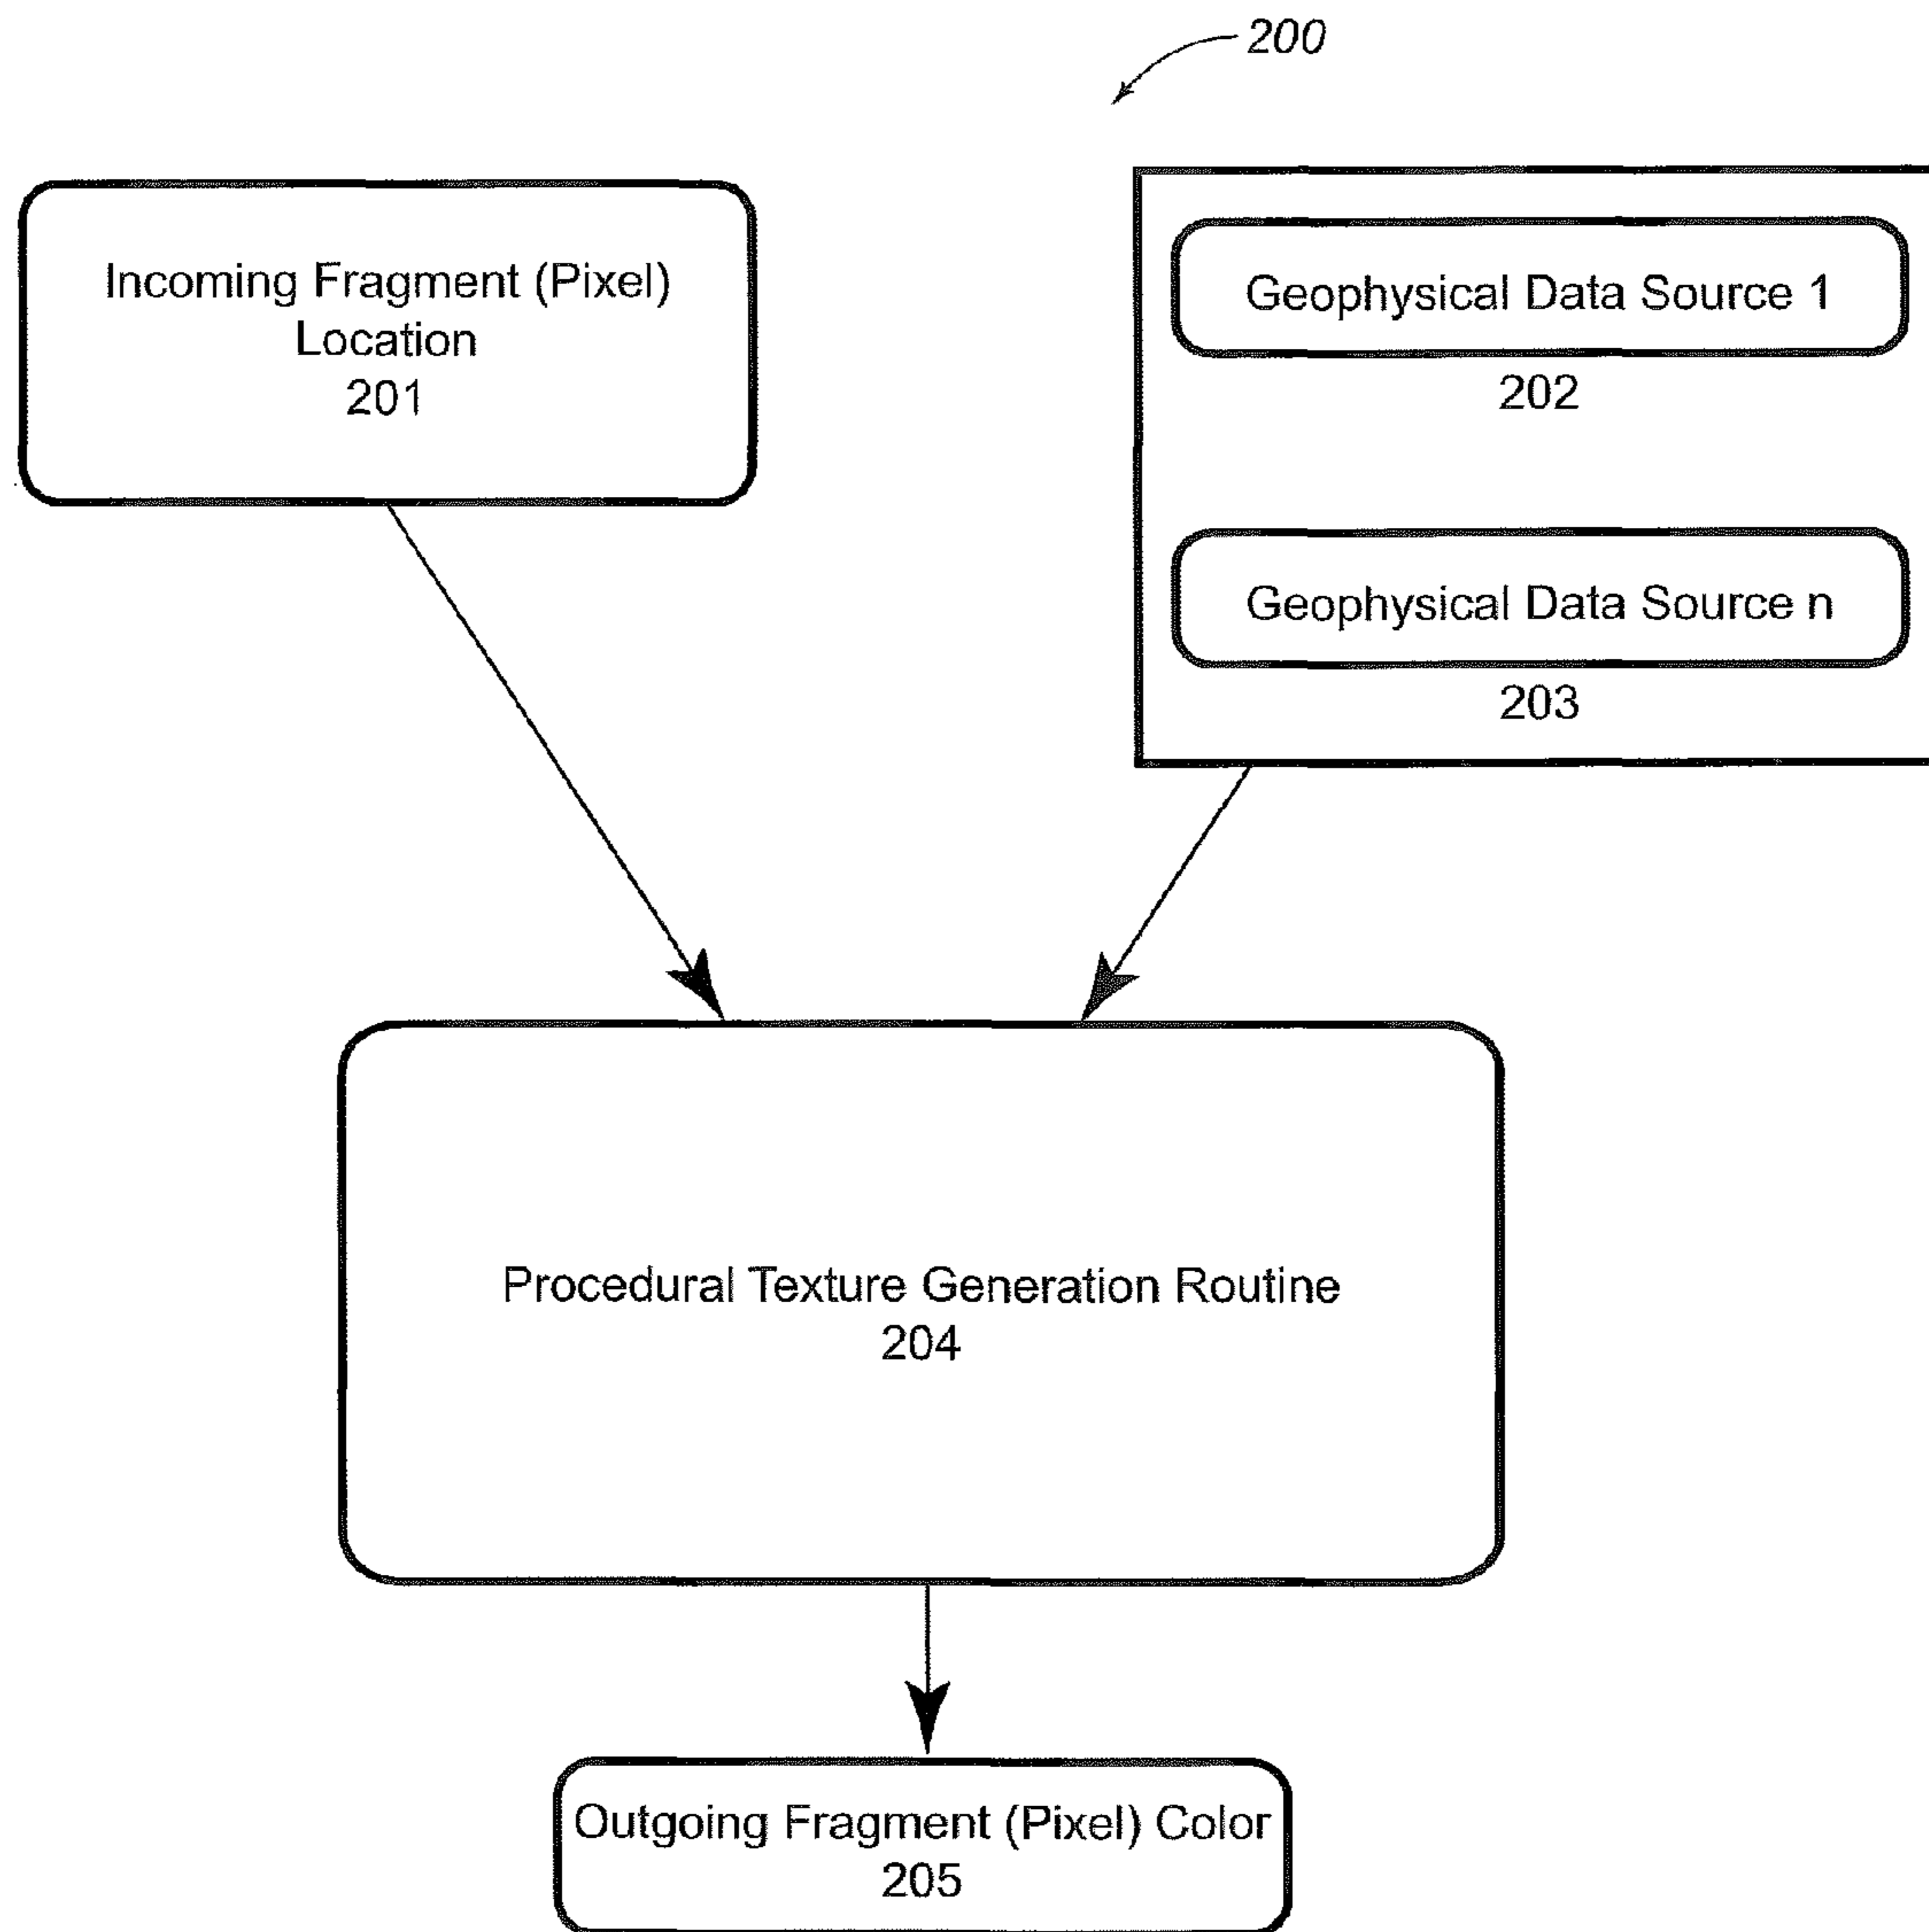 200
Incoming Fragment (Pixel)
Location
201
Geophysical Data Source 1
202
Geophysical Data Source n
203
Procedural Texture Generation Routine
204
Outgoing Fragment (Pixel) Color
205